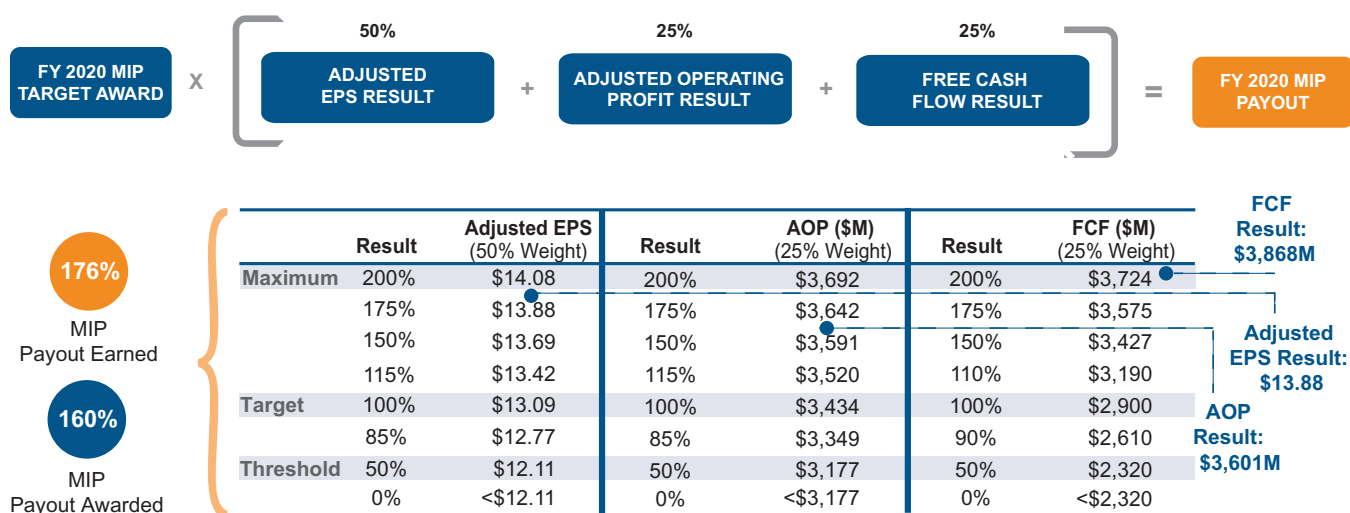 50% 25% 25%
FY 2020 MIP
TARGET AWARD
X
ADJUSTED
EPS RESULT
+
ADJUSTED OPERATING
PROFIT RESULT
+
FREE CASH
FLOW RESULT
=
FY 2020 MIP
PAYOUT
176%
MIP
Payout Earned
160%
MIP
Payout Awarded
Result Adjusted EPS (50% Weight) Result AOP ($M) (25% Weight) Result FCF ($M) (25% Weight)
Maximum 200% $14.08 200% $3,692 200% $3,724
175% $13.88 175% $3,642 175% $3,575
150% $13.69 150% $3,591 150% $3,427
115% $13.42 115% $3,520 110% $3,190
Target 100% $13.09 100% $3,434 100% $2,900
85% $12.77 85% $3,349 90% $2,610
Threshold 50% $12.11 50% $3,177 50% $2,320
0% <$12.11 0% <$3,177 0% <$2,320
FCF
Result:
$3,868M
Adjusted
EPS Result:
$13.88
AOP
Result:
$3,601M